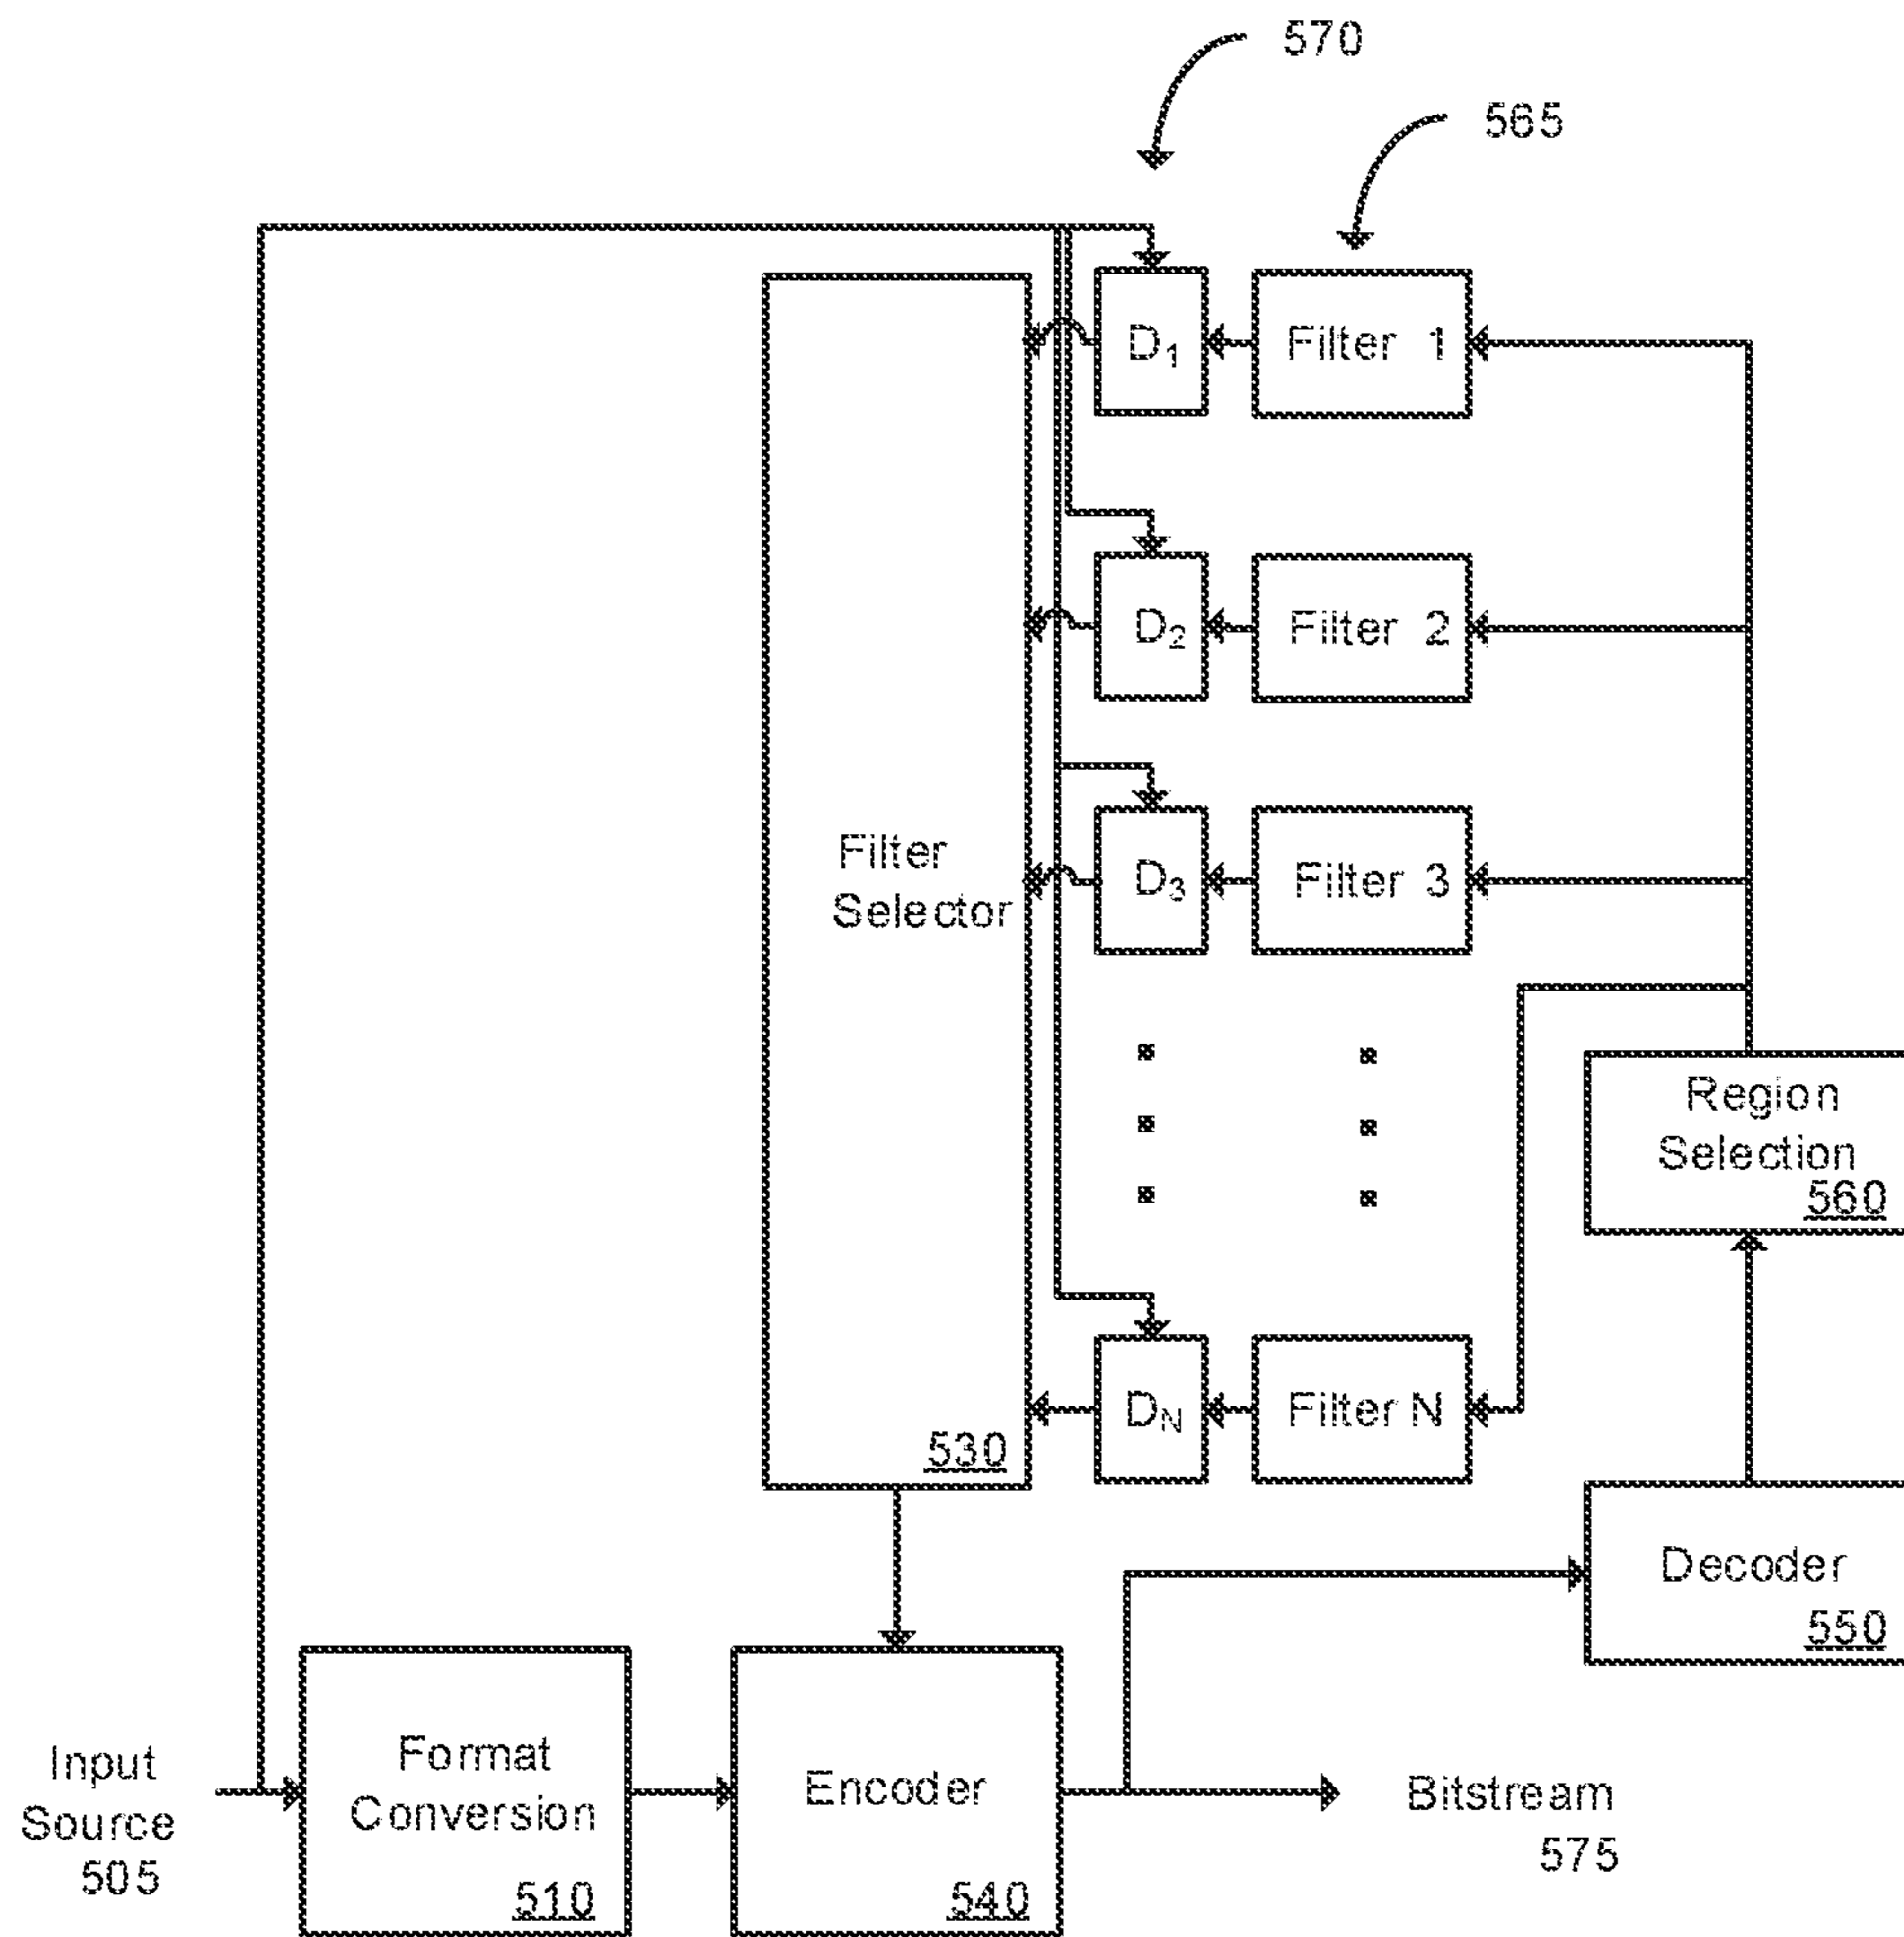 570
565
D₁
Filter 1
D₂
Filter 2
Filter
Selector
530
D₃
Filter 3
Region
Selection
560
D_N
Filter N
Decoder
550
Input
Source
505
Format
Conversion
510
Encoder
540
Bitstream
575